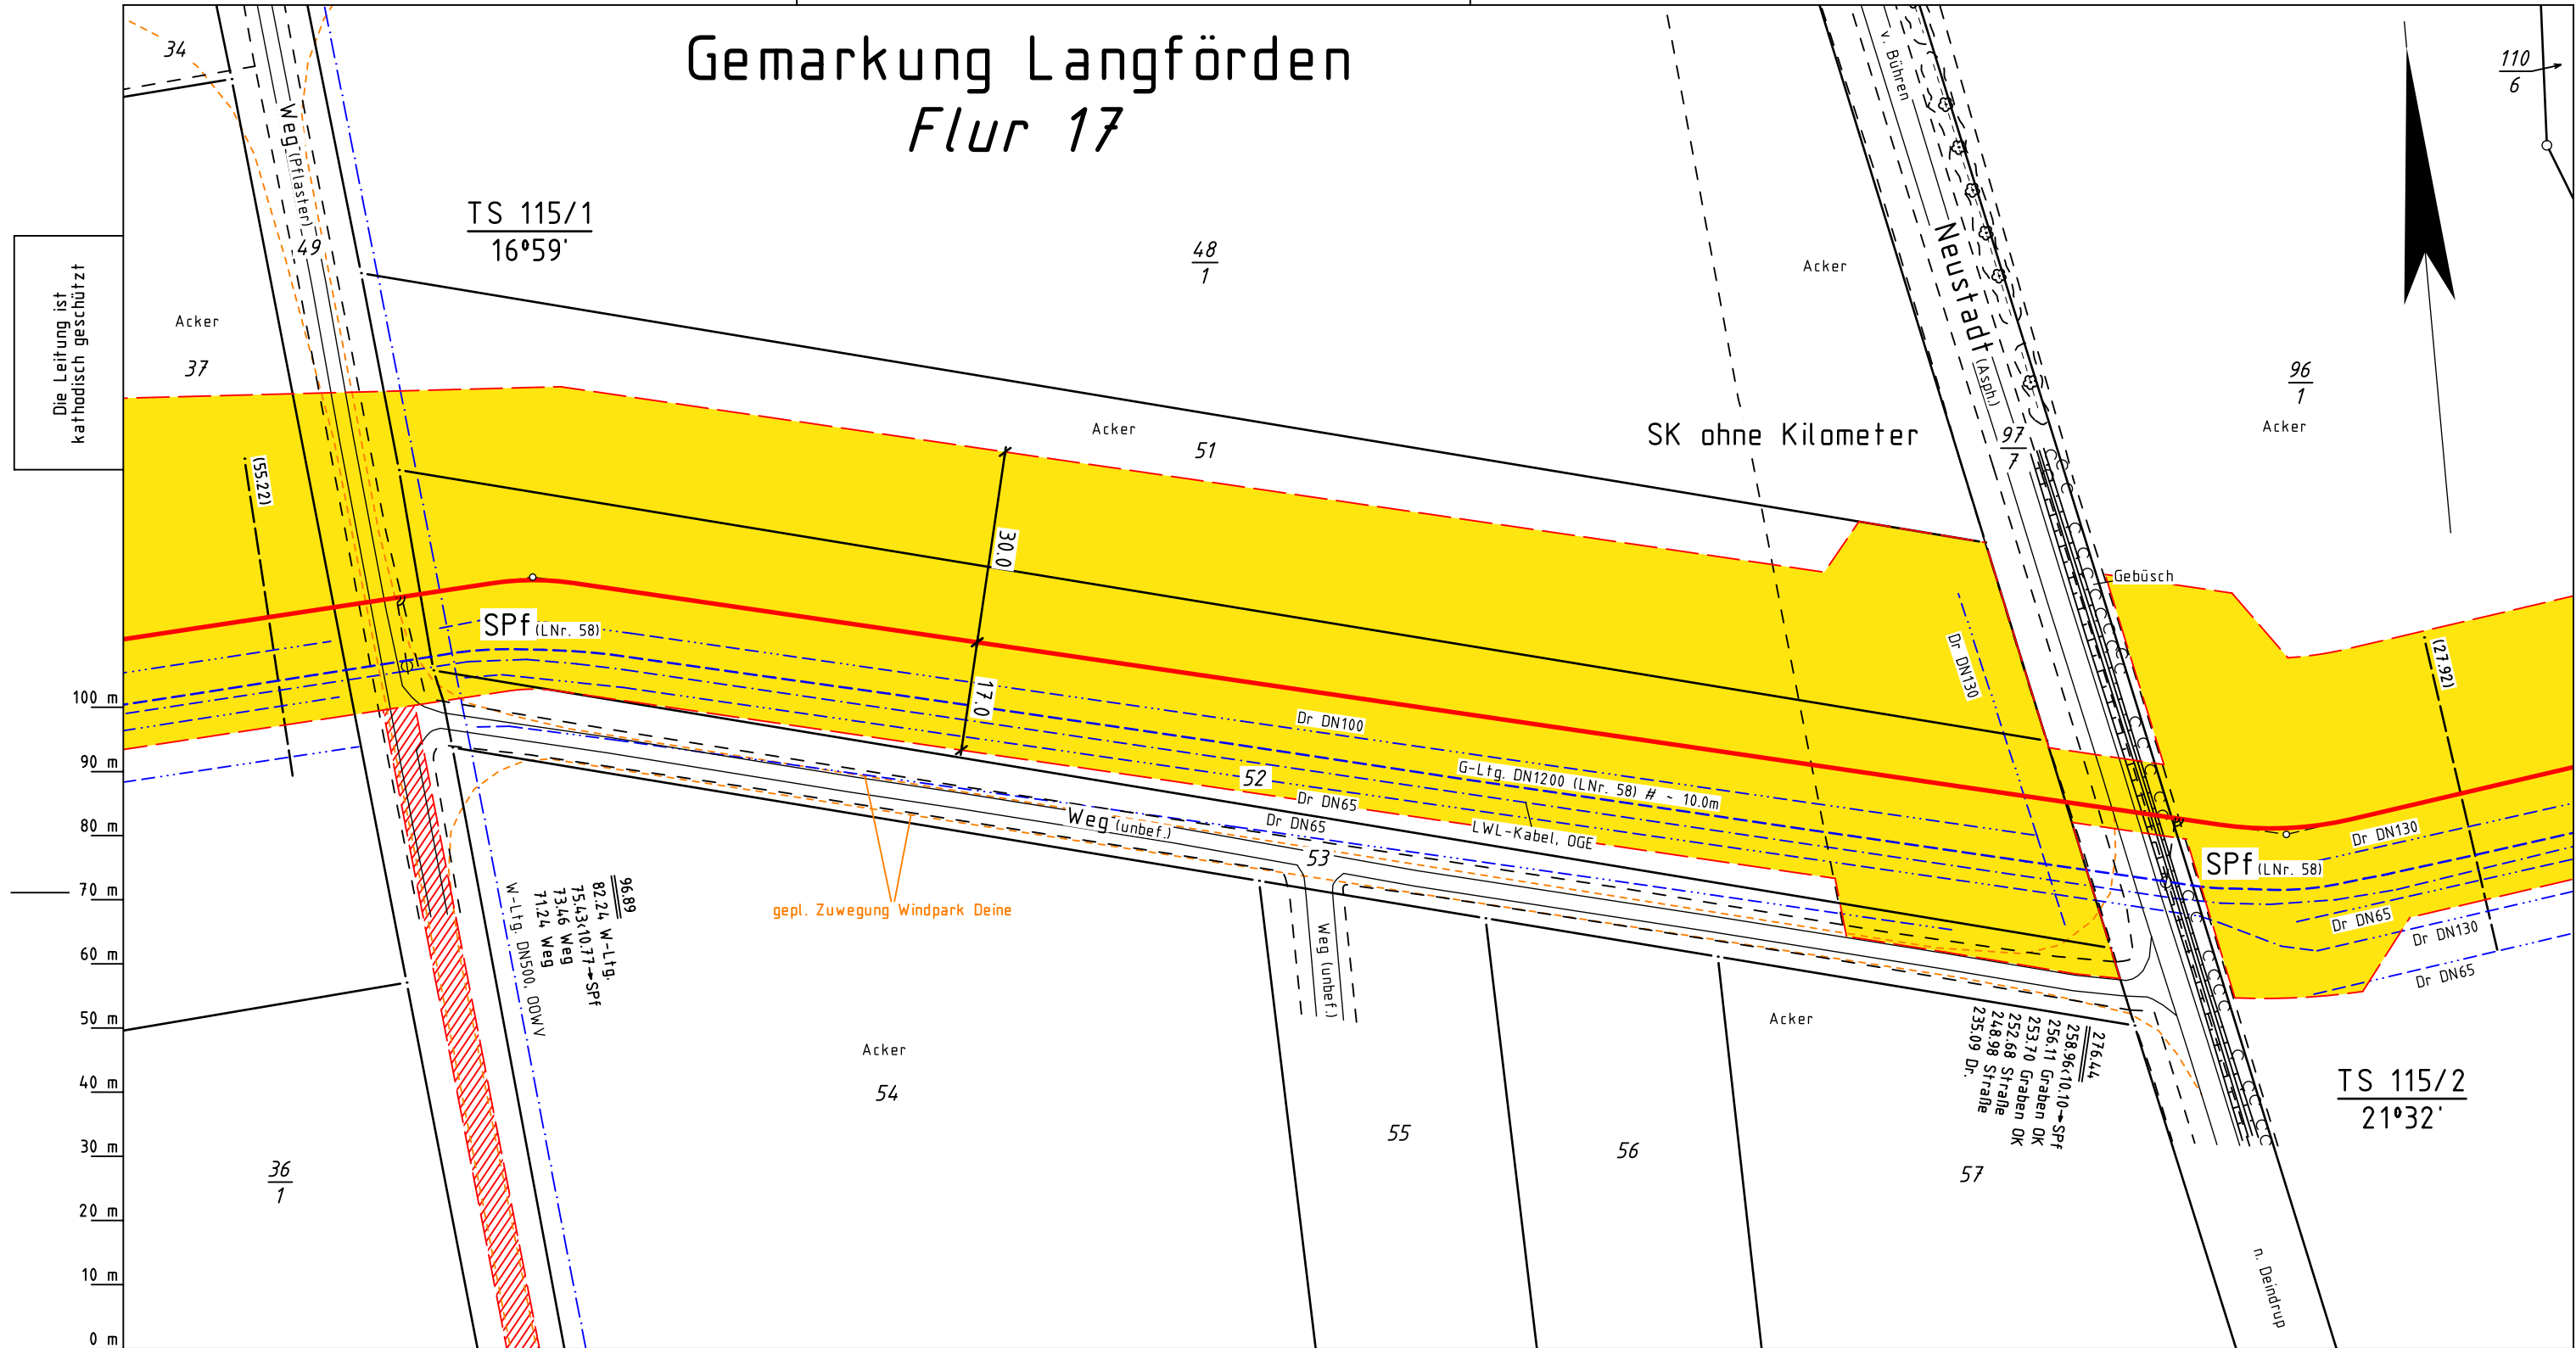 Gemarkung Langförden
Flur 17
34
Weg (Pflaster)
49
TS 115/1
16°59'
48
1
Acker
v. Bühren
Neustadt (Asph.)
97
7
110
6
96
1
Acker
Die Leitung ist
kathodisch geschützt
Acker
37
(55.22)
Acker
51
SK ohne Kilometer
30.0
17.0
SPf (LNr. 58)
Gebüsch
(27.92)
Dr DN130
Dr DN100
G-Ltg. DN1200 (LNr. 58) # ~ 10.0m
52
Dr DN65
Dr DN65
LWL-Kabel, OGE
Weg (unbef.)
53
SPf (LNr. 58)
Dr DN130
Dr DN65
Dr DN130
Dr DN65
100 m
90 m
80 m
70 m
60 m
50 m
40 m
30 m
20 m
10 m
0 m
96.89
82.24 W-Ltg.
75.43<10.77→SPf
73.46 Weg
71.24 Weg
W-Ltg. DN500, OOWV
gepl. Zuwegung Windpark Deine
Weg (unbef.)
Acker
54
55
56
Acker
57
276.44
258.96<10.10→SPf
256.11 Graben OK
253.70 Graben OK
252.68 Straße
248.98 Straße
235.09 Dr.
TS 115/2
21°32'
36
1
n. Deindrup